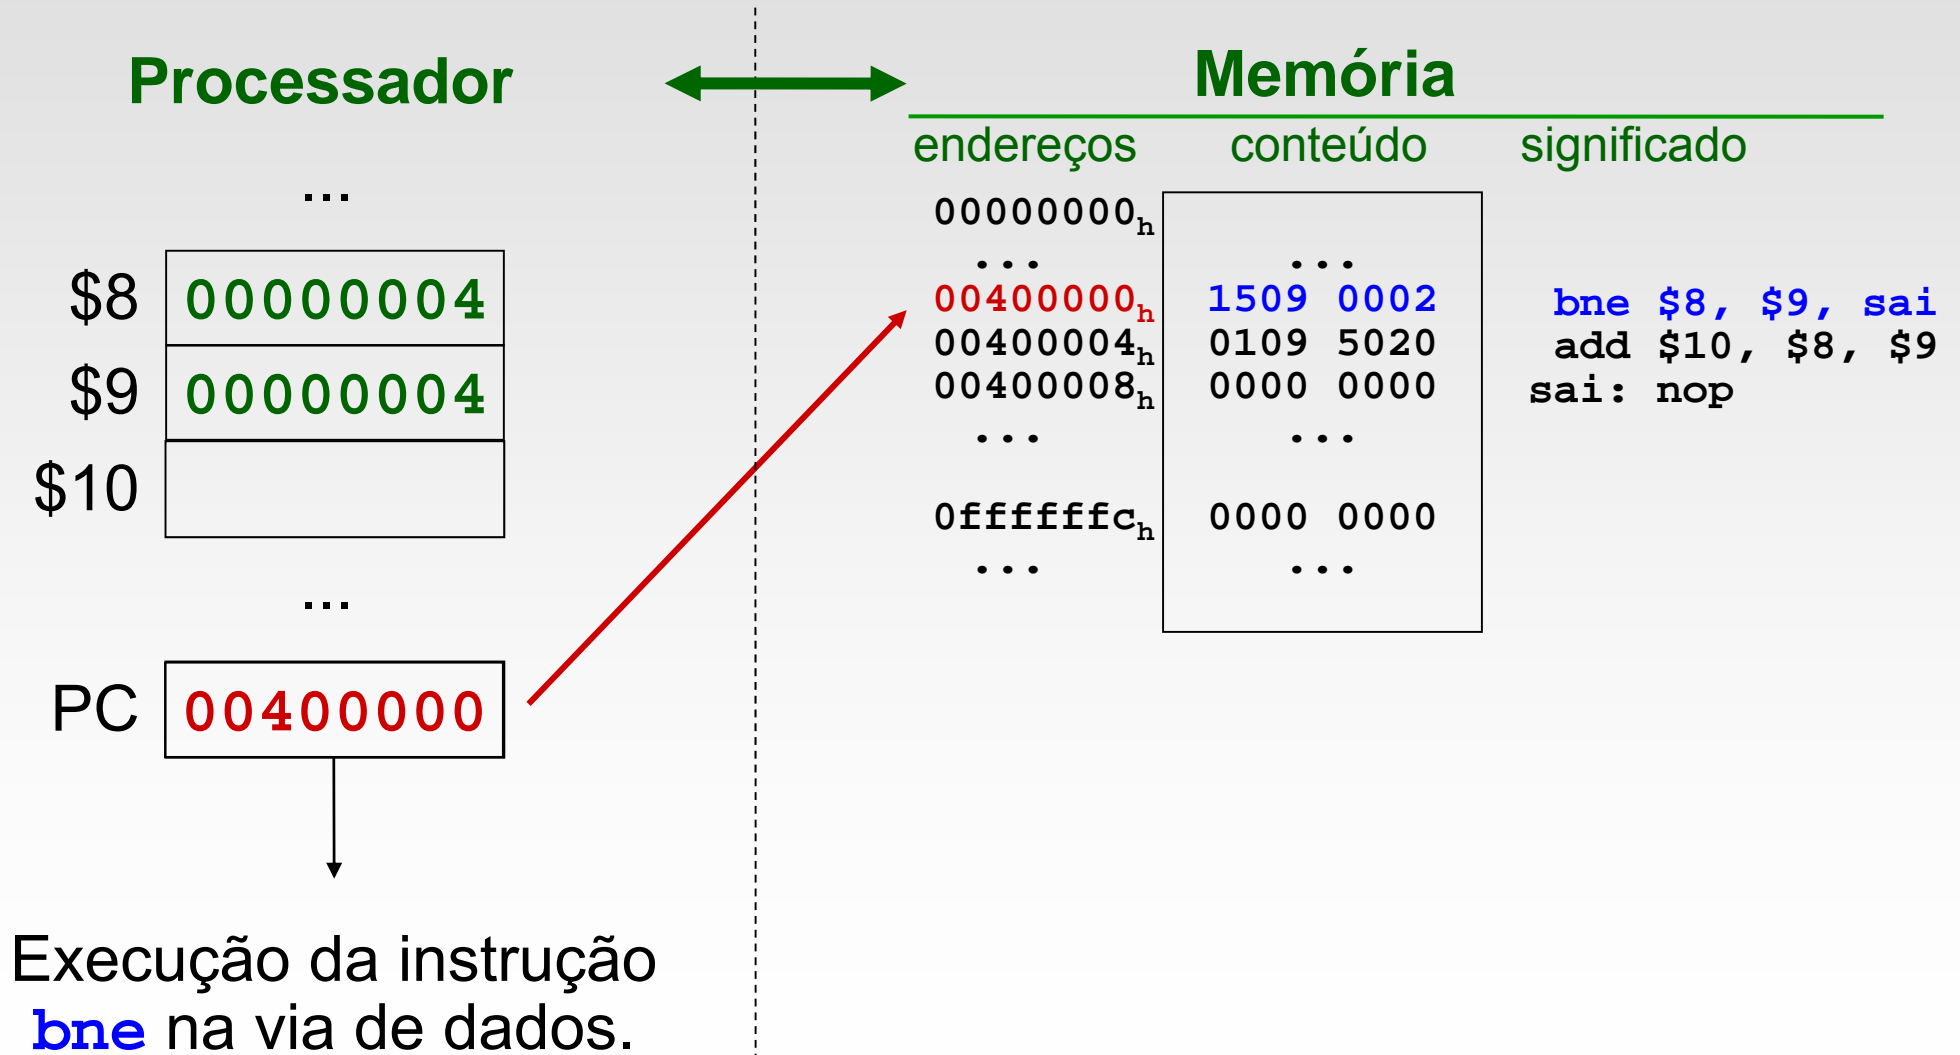 Processador
...
$8 00000004
$9 00000004
$10
...
PC 00400000
Execução da instrução
bne na via de dados.
Memória
endereços conteúdo significado
00000000h
... ...
00400000h 1509 0002 bne $8, $9, sai
00400004h 0109 5020 add $10, $8, $9
00400008h 0000 0000 sai: nop
... ...
0ffffffch 0000 0000
... ...